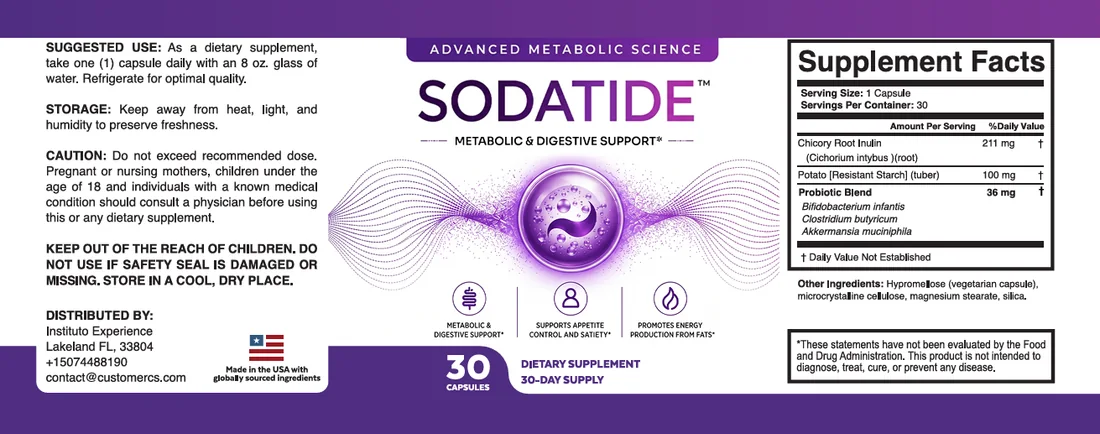 SUGGESTED USE: As a dietary supplement,
take one (1) capsule daily with an 8 oz. glass of
water. Refrigerate for optimal quality.
STORAGE: Keep away from heat, light, and
humidity to preserve freshness.
CAUTION: Do not exceed recommended dose.
Pregnant or nursing mothers, children under the
age of 18 and individuals with a known medical
condition should consult a physician before using
this or any dietary supplement.
KEEP OUT OF THE REACH OF CHILDREN. DO
NOT USE IF SAFETY SEAL IS DAMAGED OR
MISSING. STORE IN A COOL, DRY PLACE.
DISTRIBUTED BY:
Instituto Experience
Lakeland FL, 33804
+15074488190
contact@customercs.com
Made in the USA with
globally sourced ingredients
ADVANCED METABOLIC SCIENCE
SODATIDE™
METABOLIC & DIGESTIVE SUPPORT*
METABOLIC &
DIGESTIVE SUPPORT*
SUPPORTS APPETITE
CONTROL AND SATIETY*
PROMOTES ENERGY
PRODUCTION FROM FATS*
30
CAPSULES
DIETARY SUPPLEMENT
30-DAY SUPPLY
Supplement Facts
Serving Size: 1 Capsule
Servings Per Container: 30
Amount Per Serving %Daily Value
Chicory Root Inulin 211 mg †
(Cichorium intybus )(root)
Potato [Resistant Starch] (tuber) 100 mg †
Probiotic Blend 36 mg †
Bifidobacterium infantis
Clostridium butyricum
Akkermansia muciniphila
† Daily Value Not Established
Other Ingredients: Hypromellose (vegetarian capsule),
microcrystalline cellulose, magnesium stearate, silica.
*These statements have not been evaluated by the Food
and Drug Administration. This product is not intended to
diagnose, treat, cure, or prevent any disease.